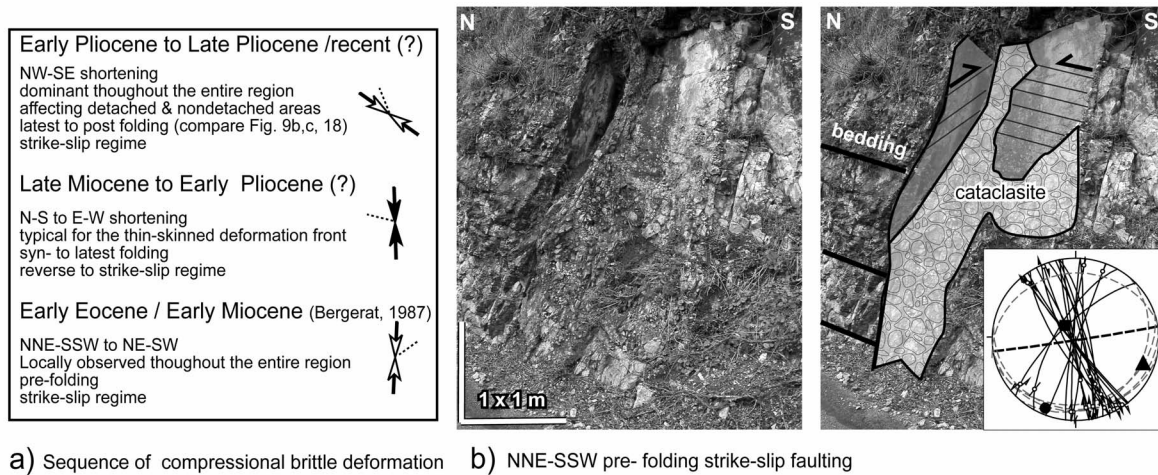 Early Pliocene to Late Pliocene /recent (?)
NW-SE shortening
dominant thoughout the entire region
affecting detached & nondetached areas
latest to post folding (compare Fig. 9b,c, 18)
strike-slip regime
Late Miocene to Early Pliocene (?)
N-S to E-W shortening
typical for the thin-skinned deformation front
syn- to latest folding
reverse to strike-slip regime
Early Eocene / Early Miocene (Bergerat, 1987)
NNE-SSW to NE-SW
Locally observed thoughout the entire region
pre-folding
strike-slip regime
a) Sequence of compressional brittle deformation
N
S
1 x 1 m
N
S
bedding
cataclasite
b) NNE-SSW pre- folding strike-slip faulting